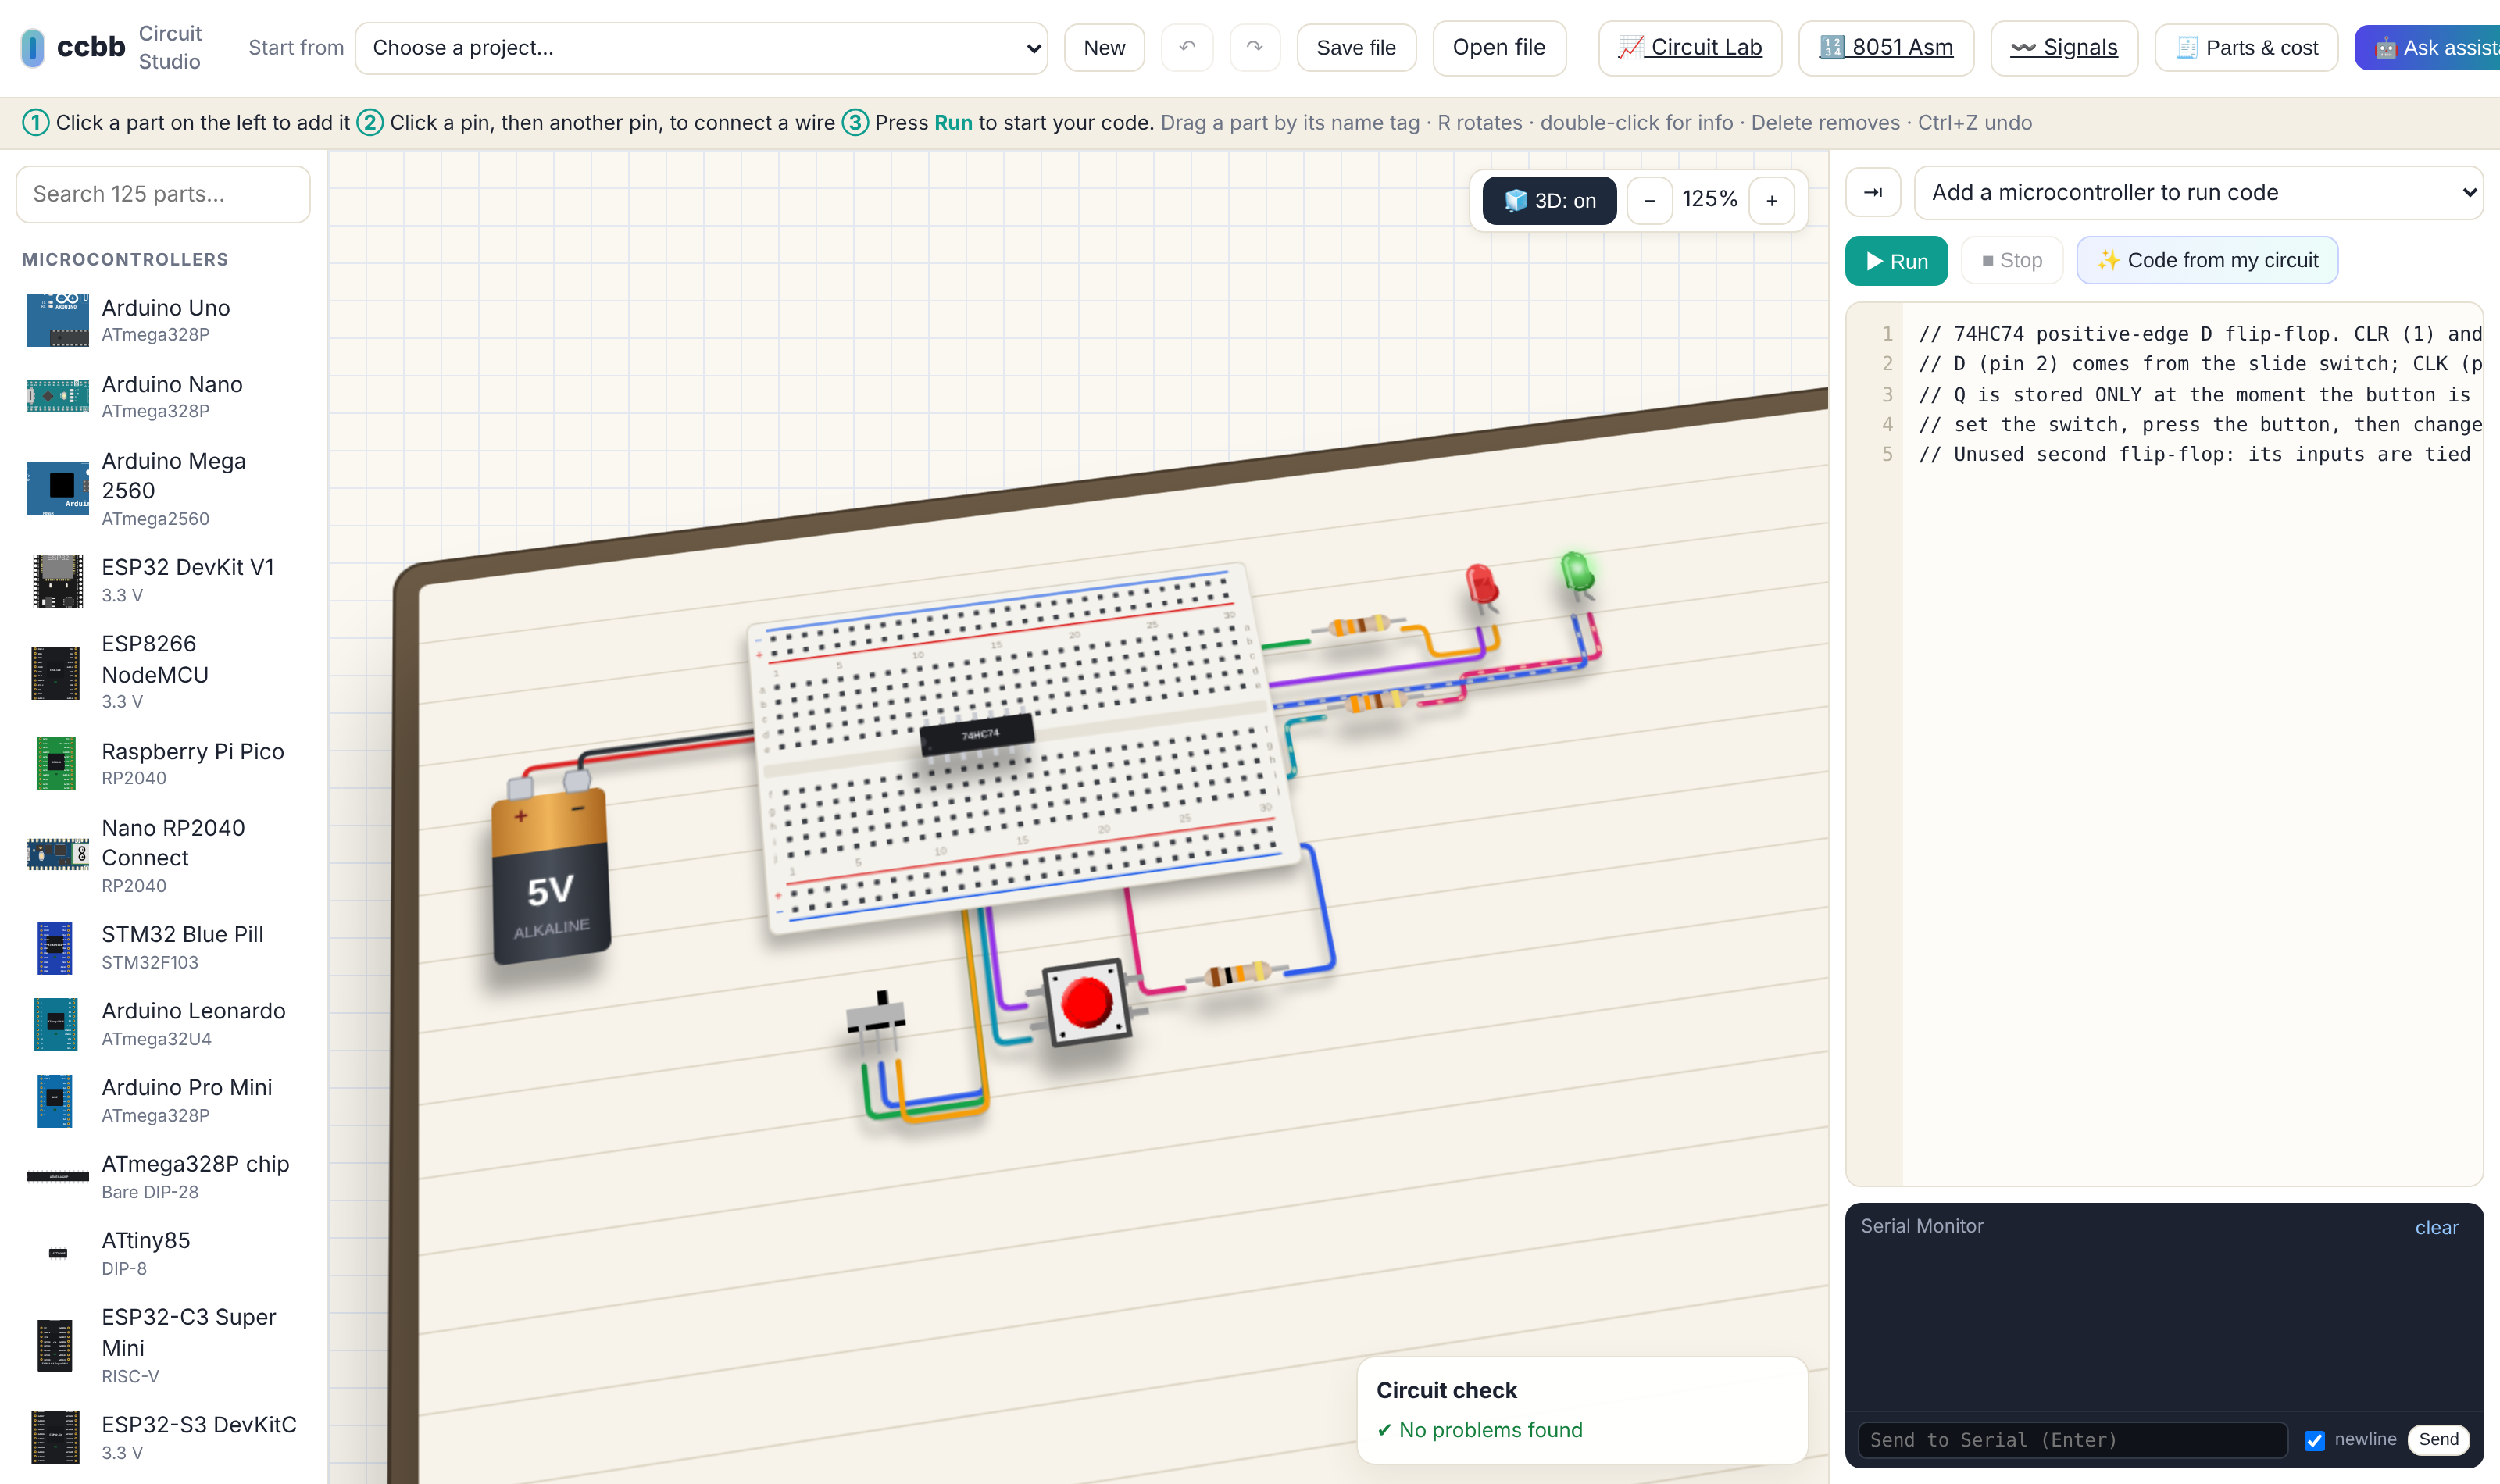 ccbb
Circuit Studio
Start from
Choose a project...
New
Save file
Open file
Circuit Lab
8051 Asm
Signals
Parts & cost
Ask assist
1 Click a part on the left to add it 2 Click a pin, then another pin, to connect a wire 3 Press Run to start your code. Drag a part by its name tag · R rotates · double-click for info · Delete removes · Ctrl+Z undo
Search 125 parts...
MICROCONTROLLERS
Arduino Uno
ATmega328P
Arduino Nano
ATmega328P
Arduino Mega
2560
ATmega2560
ESP32 DevKit V1
3.3 V
ESP8266
NodeMCU
3.3 V
Raspberry Pi Pico
RP2040
Nano RP2040
Connect
RP2040
STM32 Blue Pill
STM32F103
Arduino Leonardo
ATmega32U4
Arduino Pro Mini
ATmega328P
ATmega328P chip
Bare DIP-28
ATtiny85
DIP-8
ESP32-C3 Super
Mini
RISC-V
ESP32-S3 DevKitC
3.3 V
3D: on
−
125%
+
74HC74
+ −
5V
ALKALINE
Circuit check
✔ No problems found
Add a microcontroller to run code
▶ Run
■ Stop
Code from my circuit
1 // 74HC74 positive-edge D flip-flop. CLR (1) and
2 // D (pin 2) comes from the slide switch; CLK (p
3 // Q is stored ONLY at the moment the button is
4 // set the switch, press the button, then change
5 // Unused second flip-flop: its inputs are tied
Serial Monitor
clear
Send to Serial (Enter)
newline
Send